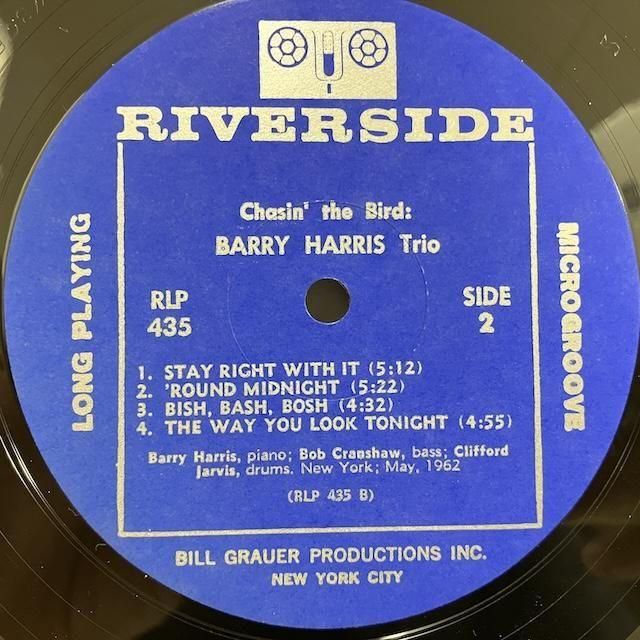 RIVERSIDE
Chasin' the Bird:
BARRY HARRIS Trio
LONG PLAYING
MICROGROOVE
RLP
435
SIDE
2
1. STAY RIGHT WITH IT (5:12)
2. 'ROUND MIDNIGHT (5:22)
3. BISH, BASH, BOSH (4:32)
4. THE WAY YOU LOOK TONIGHT (4:55)
Barry Harris, piano; Bob Cranshaw, bass; Clifford
Jarvis, drums. New York; May, 1962
(RLP 435 B)
BILL GRAUER PRODUCTIONS INC.
NEW YORK CITY